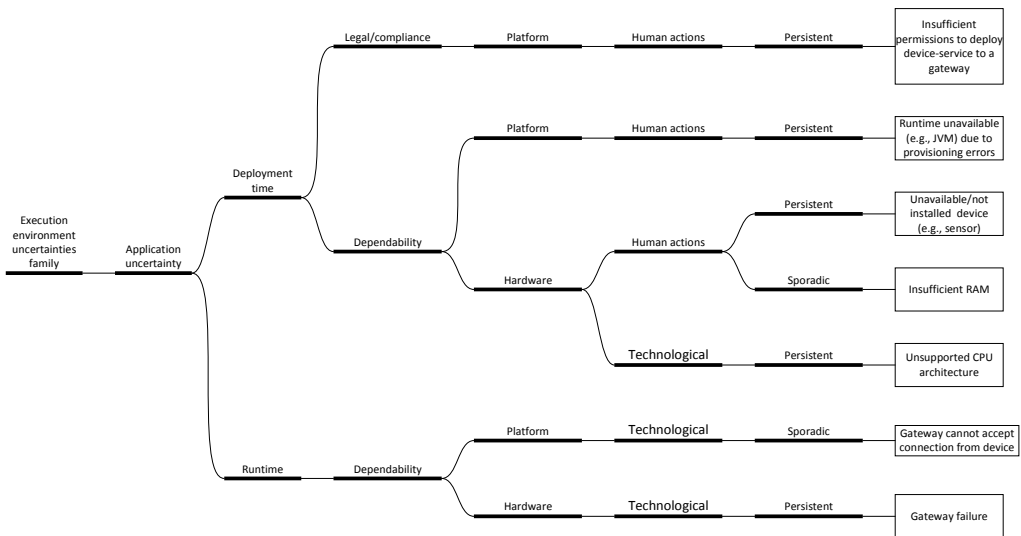 Legal/compliance
Platform
Human actions
Persistent
Insufficient
permissions to deploy
device-service to a
gateway
Platform
Human actions
Persistent
Runtime unavailable
(e.g., JVM) due to
provisioning errors
Deployment
time
Execution
environment
uncertainties
family
Application
uncertainty
Dependability
Hardware
Human actions
Persistent
Unavailable/not
installed device
(e.g., sensor)
Sporadic
Insufficient RAM
Technological
Persistent
Unsupported CPU
architecture
Runtime
Dependability
Platform
Technological
Sporadic
Gateway cannot accept
connection from device
Hardware
Technological
Persistent
Gateway failure